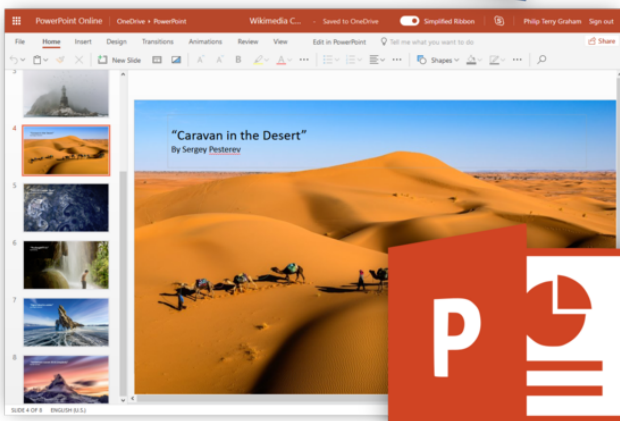 PowerPoint Online OneDrive › PowerPoint Wikimedia C... - Saved to OneDrive Simplified Ribbon Philip Terry Graham Sign out
File Home Insert Design Transitions Animations Review View Edit in PowerPoint Tell me what you want to do Share
New Slide A A B A ... Shapes ...
3
4
"Caravan in the Desert"
By Sergey Pesterev
5
6
7
8
P
SLIDE 4 OF 8 ENGLISH (U.S.)